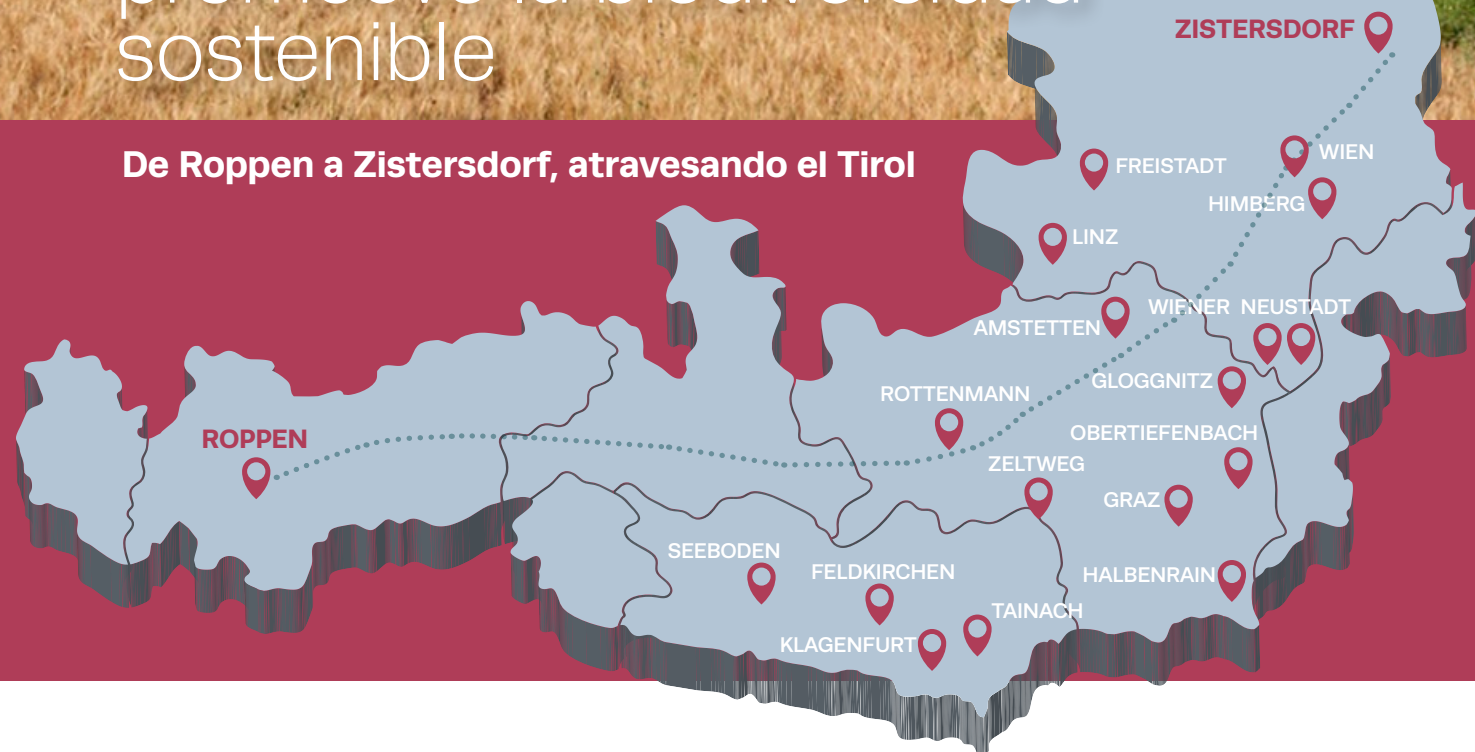 sostenible
ZISTERSDORF
De Roppen a Zistersdorf, atravesando el Tirol
WIEN
FREISTADT
HIMBERG
LINZ
WIENER NEUSTADT
AMSTETTEN
GLOGGNITZ
ROTTENMANN
OBERTIEFENBACH
ROPPEN
ZELTWEG
GRAZ
SEEBODEN
FELDKIRCHEN
HALBENRAIN
TAINACH
KLAGENFURT